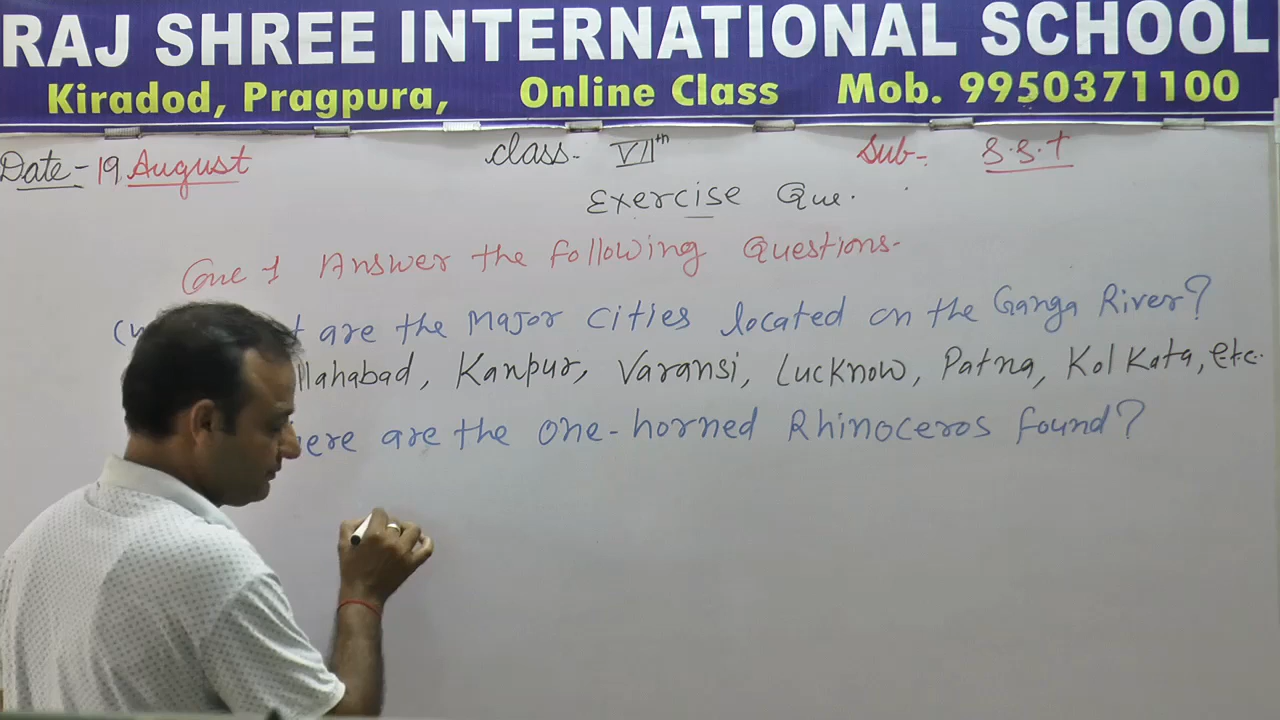 RAJ SHREE INTERNATIONAL SCHOOL
Kiradod, Pragpura, Online Class Mob. 9950371100
Date- 19 August class- VIIth Sub- S.S.t
Exercise Que.
Que 1 Answer the following Questions-
are the Major Cities located on the Ganga River?
llahabad, Kanpur, Varansi, Lucknow, Patna, Kolkata, etc.
ere are the one-horned Rhinoceros found?